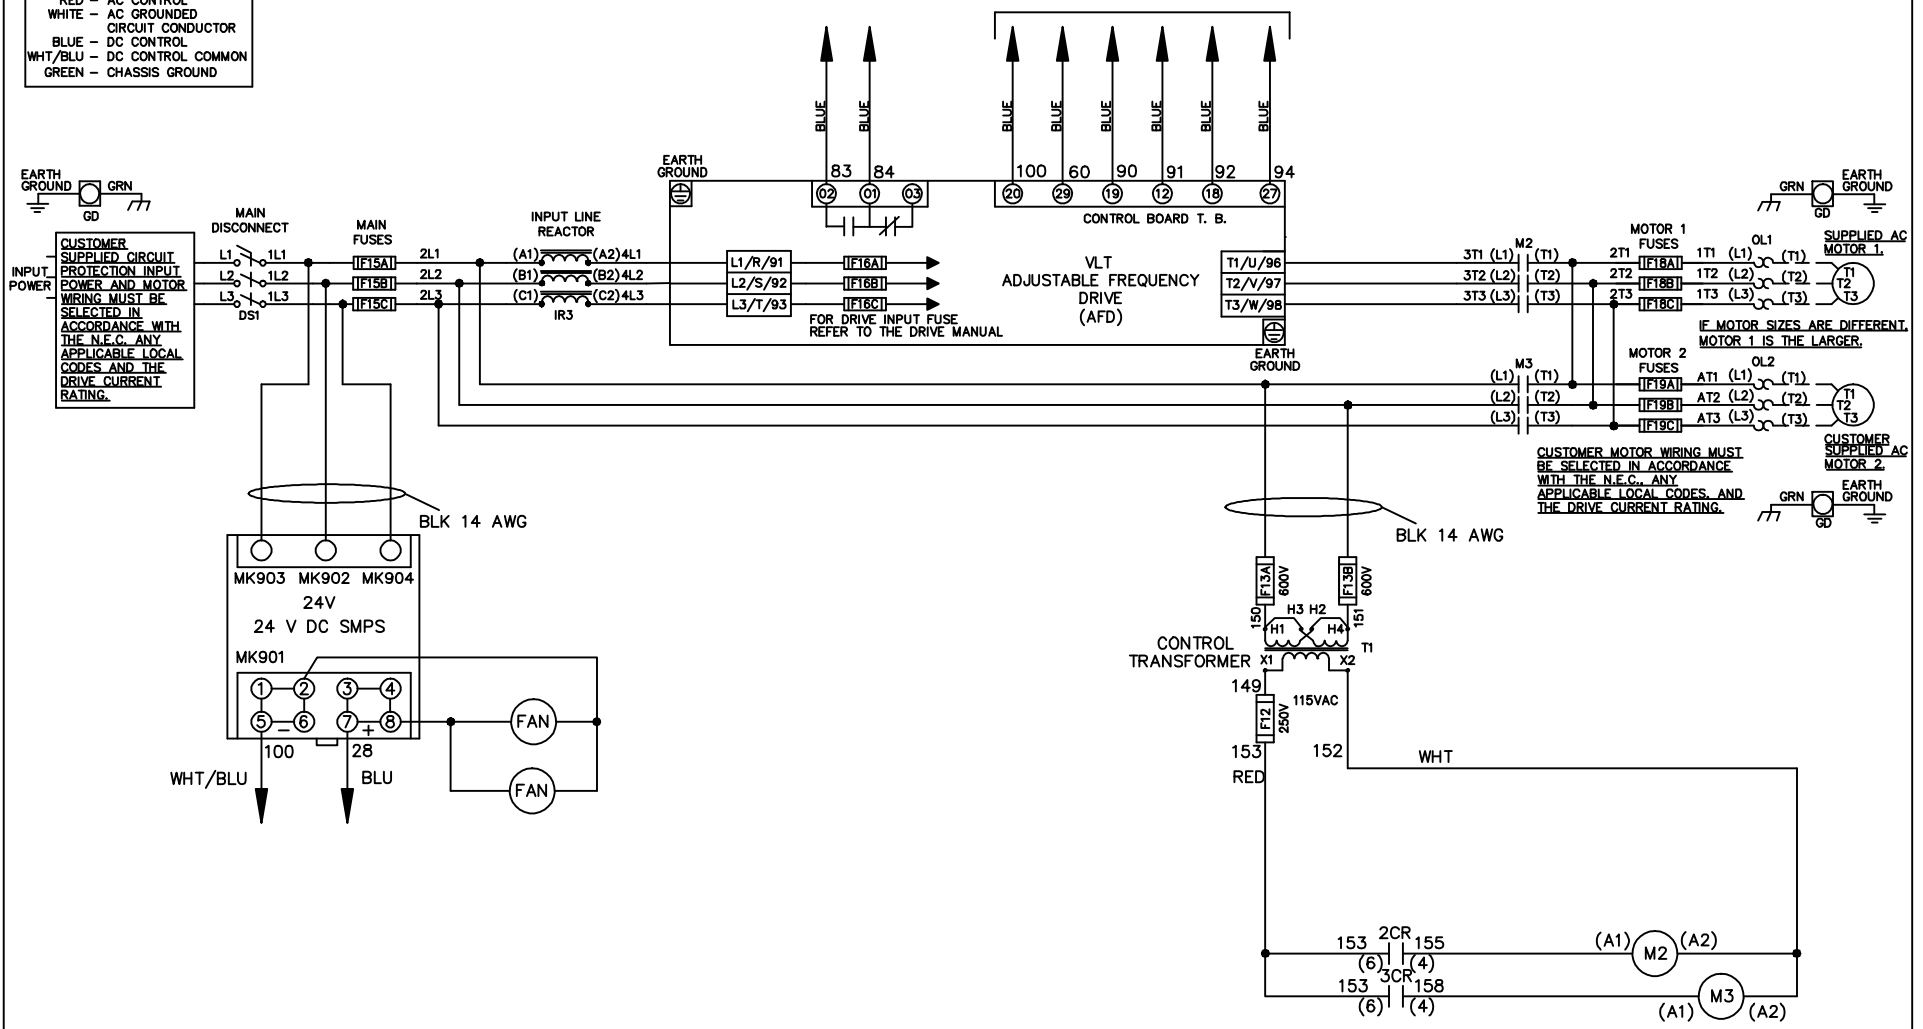 RED – AC CONTROL
WHITE – AC GROUNDED
CIRCUIT CONDUCTOR
BLUE – DC CONTROL
WHT/BLU – DC CONTROL COMMON
GREEN – CHASSIS GROUND
BLUE
BLUE
BLUE
BLUE
BLUE
BLUE
BLUE
BLUE
83
84
100
60
90
91
92
94
02
01
03
20
29
19
12
18
27
CONTROL BOARD T. B.
EARTH
GROUND
GRN
GD
INPUT
POWER
CUSTOMER
SUPPLIED CIRCUIT
PROTECTION INPUT
POWER AND MOTOR
WIRING MUST BE
SELECTED IN
ACCORDANCE WITH
THE N.E.C. ANY
APPLICABLE LOCAL
CODES AND THE
DRIVE CURRENT
RATING.
MAIN
DISCONNECT
L1 1L1
L2 1L2
L3 1L3
DS1
MAIN
FUSES
F15A
F15B
F15C
2L1
2L2
2L3
INPUT LINE
REACTOR
(A1) (A2) 4L1
(B1) (B2) 4L2
(C1) (C2) 4L3
IR3
EARTH
GROUND
L1/R/91
L2/S/92
L3/T/93
F16A
F16B
F16C
FOR DRIVE INPUT FUSE
REFER TO THE DRIVE MANUAL
VLT
ADJUSTABLE FREQUENCY
DRIVE
(AFD)
T1/U/96
T2/V/97
T3/W/98
EARTH
GROUND
M2
3T1 (L1) (T1)
3T2 (L2) (T2)
3T3 (L3) (T3)
MOTOR 1
FUSES
2T1 F18A 1T1 (L1) (T1)
2T2 F18B 1T2 (L2) (T2)
2T3 F18C 1T3 (L3) (T3)
OL1
GRN
GD
EARTH
GROUND
SUPPLIED AC
MOTOR 1.
T1
T2
T3
IF MOTOR SIZES ARE DIFFERENT,
MOTOR 1 IS THE LARGER.
M3
(L1) (T1)
(L2) (T2)
(L3) (T3)
MOTOR 2
FUSES
OL2
F19A AT1 (L1) (T1)
F19B AT2 (L2) (T2)
F19C AT3 (L3) (T3)
T1
T2
T3
CUSTOMER
SUPPLIED AC
MOTOR 2.
CUSTOMER MOTOR WIRING MUST
BE SELECTED IN ACCORDANCE
WITH THE N.E.C., ANY
APPLICABLE LOCAL CODES, AND
THE DRIVE CURRENT RATING.
GRN
GD
EARTH
GROUND
BLK 14 AWG
MK903 MK902 MK904
24V
24 V DC SMPS
MK901
1 2 3 4
5 – 6 7 + 8
100
28
WHT/BLU
BLU
FAN
FAN
BLK 14 AWG
F13A
600V
F13B
600V
150
151
H3 H2
H1 H4
CONTROL
TRANSFORMER
T1
X1 X2
149
115VAC
F12
250V
153
152
RED
WHT
2CR
153 155
(6) (4)
(A1) M2 (A2)
3CR
153 158
(6) (4)
(A1) M3 (A2)